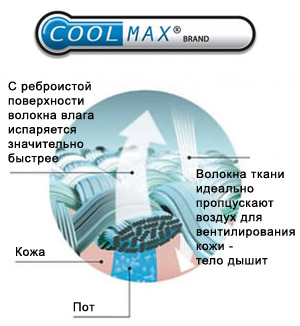 COOLMAX® BRAND
С ребристой
поверхности
волокна влага
испаряется
значительно
быстрее
Волокна ткани
идеально
пропускают
воздух для
вентилирования
кожи -
тело дышит
Кожа
Пот